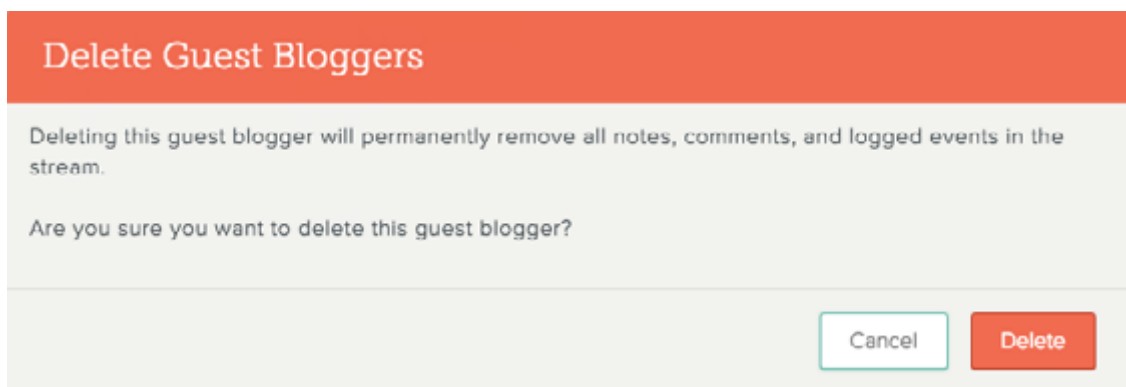 Delete Guest Bloggers
Deleting this guest blogger will permanently remove all notes, comments, and logged events in the
stream.
Are you sure you want to delete this guest blogger?
Cancel
Delete